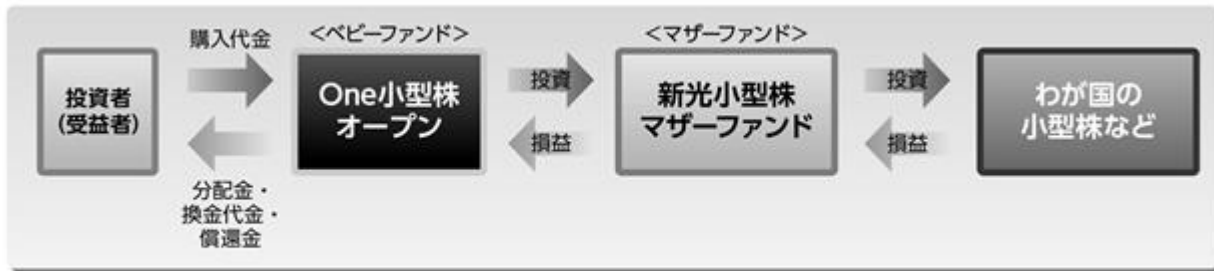 購入代金
<ベビーファンド>
<マザーファンド>
投資者
(受益者)
One小型株
オープン
投資
損益
新光小型株
マザーファンド
投資
損益
わが国の
小型株など
分配金・
換金代金・
償還金